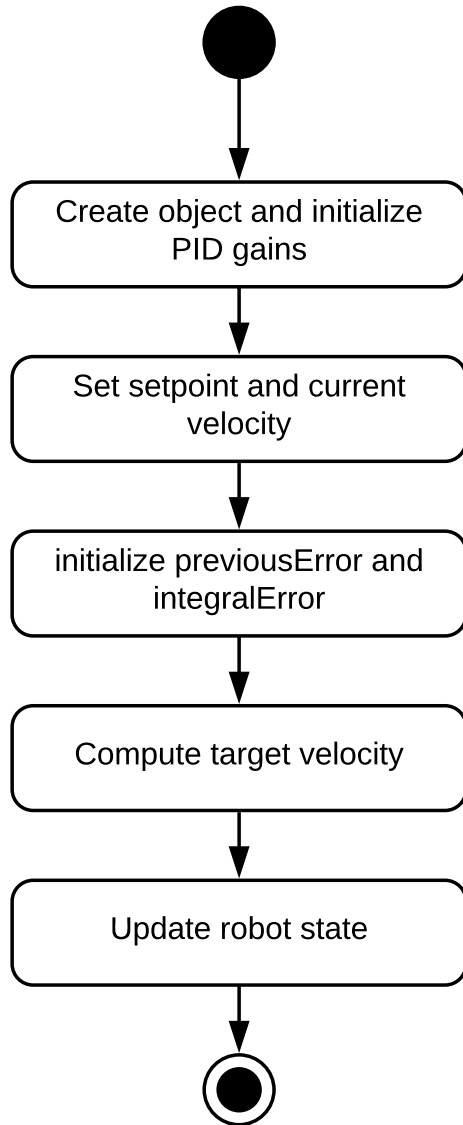 Create object and initialize
PID gains
Set setpoint and current
velocity
initialize previousError and
integralError
Compute target velocity
Update robot state